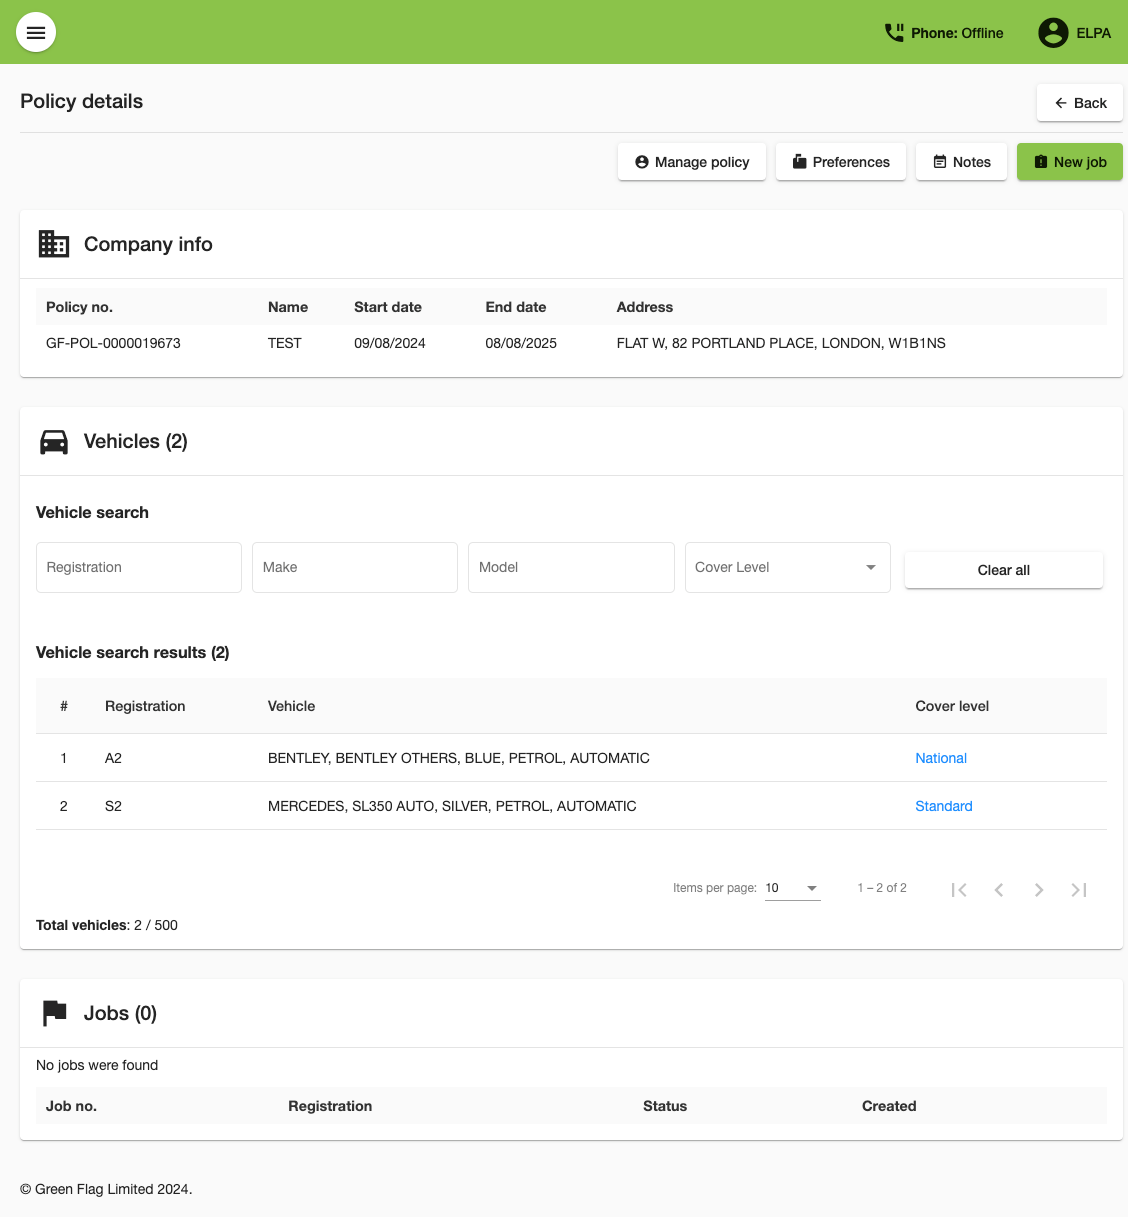 Phone: Offline
ELPA
Policy details
Back
Manage policy
Preferences
Notes
New job
Company info
Policy no. Name Start date End date Address
GF-POL-0000019673 TEST 09/08/2024 08/08/2025 FLAT W, 82 PORTLAND PLACE, LONDON, W1B1NS
Vehicles (2)
Vehicle search
Registration Make Model Cover Level Clear all
Vehicle search results (2)
# Registration Vehicle Cover level
1 A2 BENTLEY, BENTLEY OTHERS, BLUE, PETROL, AUTOMATIC National
2 S2 MERCEDES, SL350 AUTO, SILVER, PETROL, AUTOMATIC Standard
Items per page: 10 1 – 2 of 2
Total vehicles: 2 / 500
Jobs (0)
No jobs were found
Job no. Registration Status Created
© Green Flag Limited 2024.